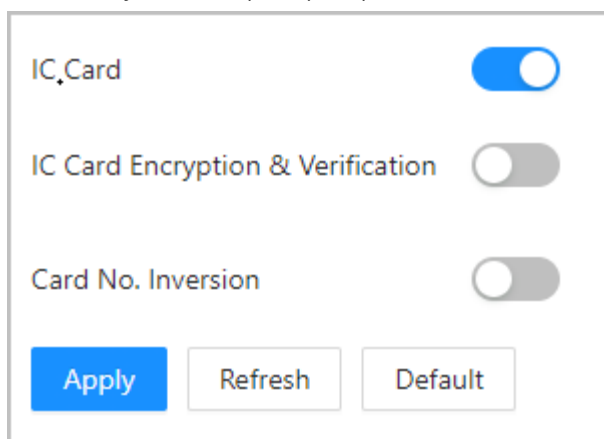 IC Card
IC Card Encryption & Verification
Card No. Inversion
Apply Refresh Default